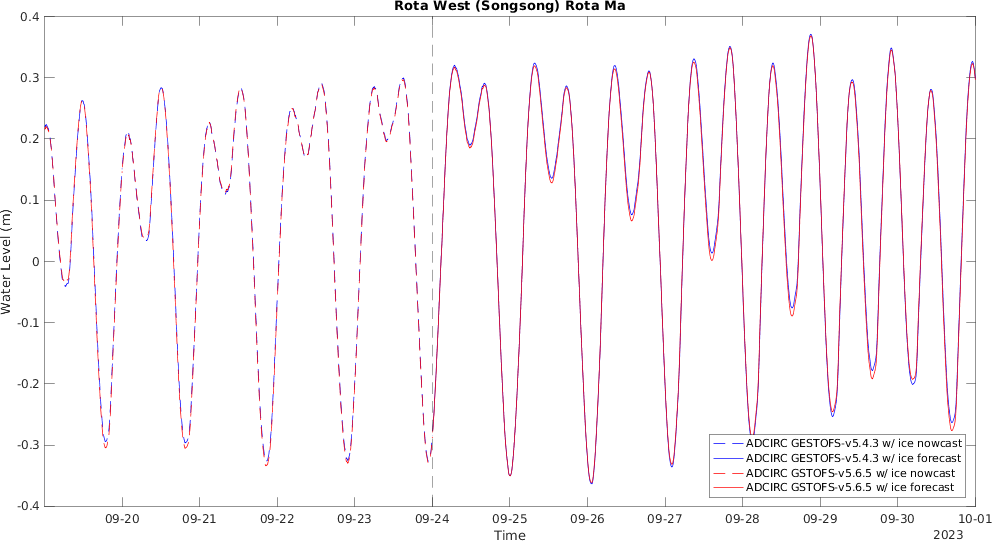 Rota West (Songsong) Rota Ma
Water Level (m)
0.4
0.3
0.2
0.1
0
-0.1
-0.2
-0.3
-0.4
ADCIRC GESTOFS-v5.4.3 w/ ice nowcast
ADCIRC GESTOFS-v5.4.3 w/ ice forecast
ADCIRC GSTOFS-v5.6.5 w/ ice nowcast
ADCIRC GSTOFS-v5.6.5 w/ ice forecast
09-20 09-21 09-22 09-23 09-24 09-25 09-26 09-27 09-28 09-29 09-30 10-01
Time
2023